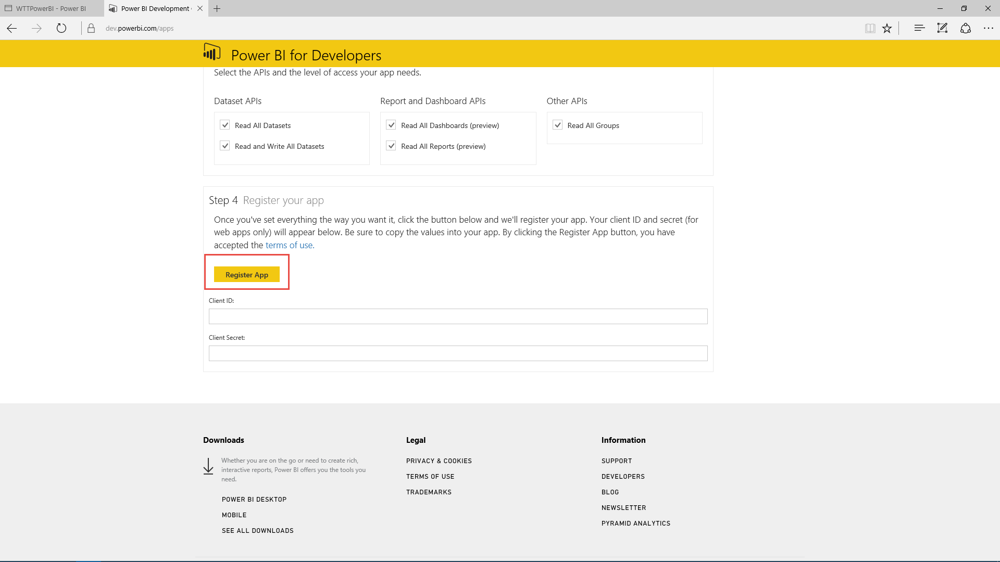 WTTPowerBI - Power BI
Power BI Development
dev.powerbi.com/apps
Power BI for Developers
Select the APIs and the level of access your app needs.
Dataset APIs
Report and Dashboard APIs
Other APIs
Read All Datasets
Read All Dashboards (preview)
Read All Groups
Read and Write All Datasets
Read All Reports (preview)
Step 4 Register your app
Once you've set everything the way you want it, click the button below and we'll register your app. Your client ID and secret (for
web apps only) will appear below. Be sure to copy the values into your app. By clicking the Register App button, you have
accepted the terms of use.
Register App
Client ID:
Client Secret:
Downloads
Whether you are on the go or need to create rich,
interactive reports, Power BI offers you the tools you
need.
POWER BI DESKTOP
MOBILE
SEE ALL DOWNLOADS
Legal
PRIVACY & COOKIES
TERMS OF USE
TRADEMARKS
Information
SUPPORT
DEVELOPERS
BLOG
NEWSLETTER
PYRAMID ANALYTICS